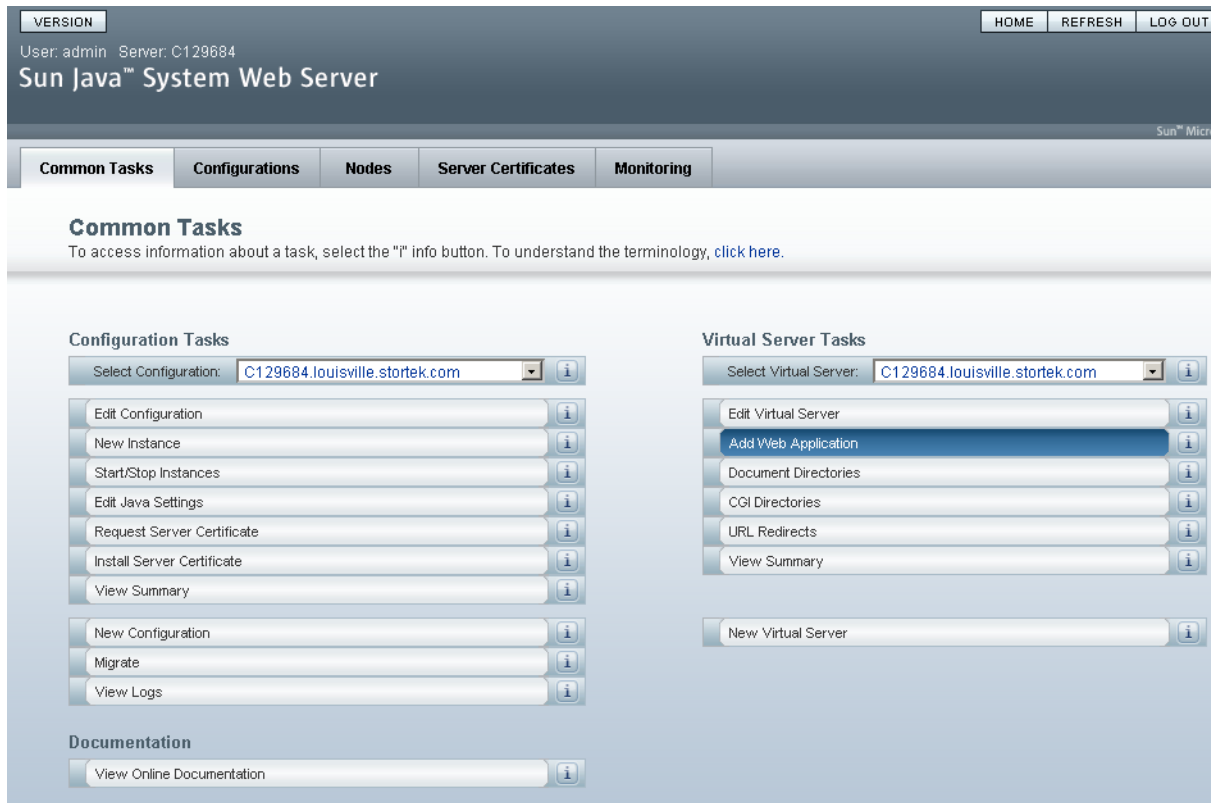 VERSION
HOME REFRESH LOG OUT
User: admin Server: C129684
Sun Java™ System Web Server
Sun™ Micr
Common Tasks Configurations Nodes Server Certificates Monitoring
Common Tasks
To access information about a task, select the "i" info button. To understand the terminology, click here.
Configuration Tasks
Select Configuration: C129684.louisville.stortek.com i
Edit Configuration i
New Instance i
Start/Stop Instances i
Edit Java Settings i
Request Server Certificate i
Install Server Certificate i
View Summary i
New Configuration i
Migrate i
View Logs i
Documentation
View Online Documentation i
Virtual Server Tasks
Select Virtual Server: C129684.louisville.stortek.com i
Edit Virtual Server i
Add Web Application i
Document Directories i
CGI Directories i
URL Redirects i
View Summary i
New Virtual Server i